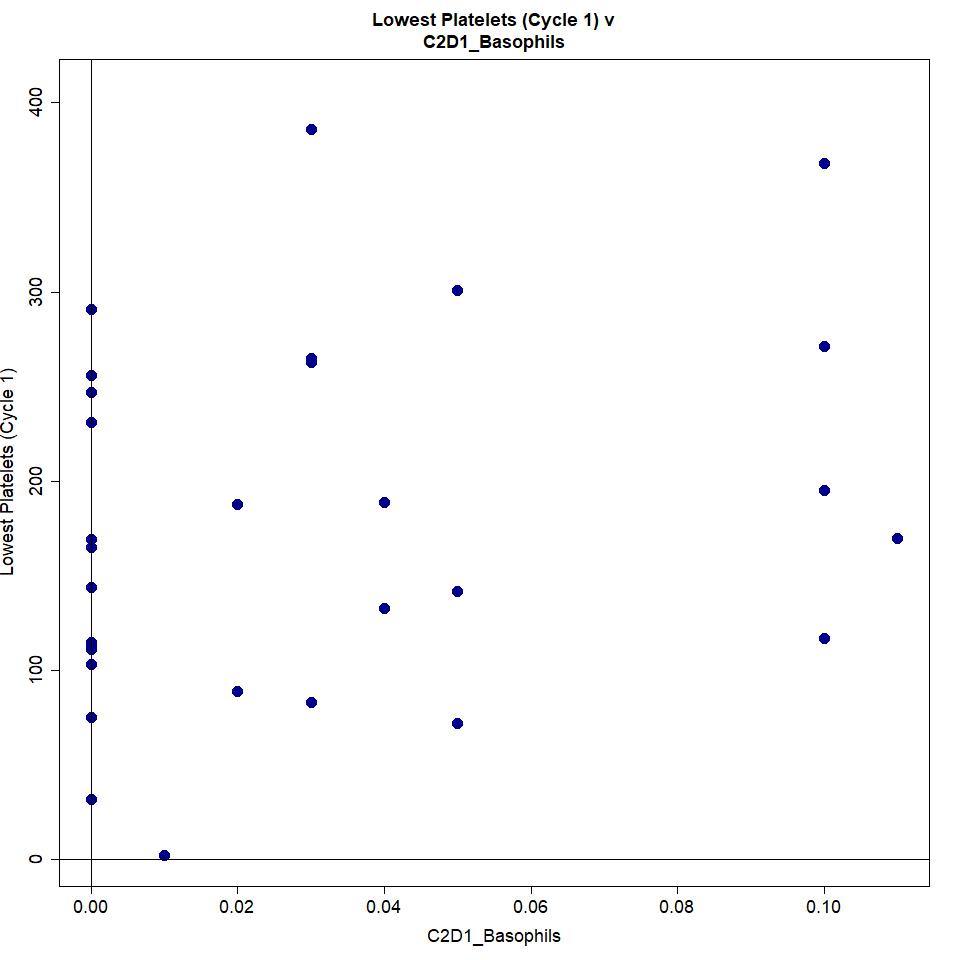 Lowest Platelets (Cycle 1) v
C2D1_Basophils
400
300
200
100
0
Lowest Platelets (Cycle 1)
0.00 0.02 0.04 0.06 0.08 0.10
C2D1_Basophils